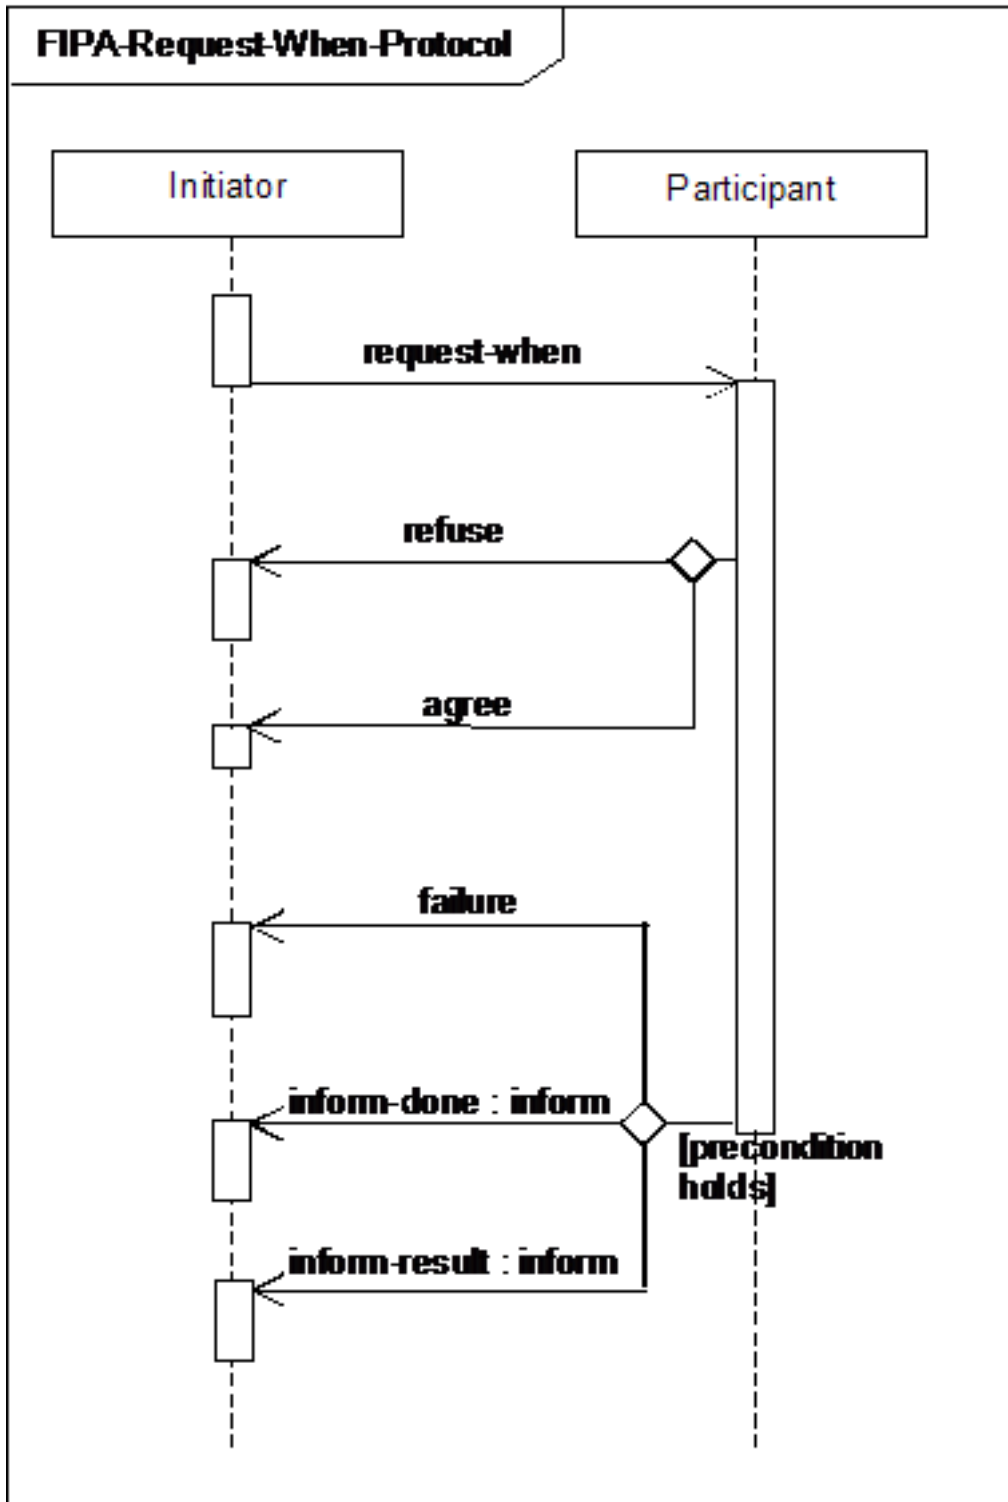 FIPA-Request-When-Protocol
Initiator
Participant
request-when
refuse
agree
failure
inform-done : inform
[precondition
holds]
inform-result : inform